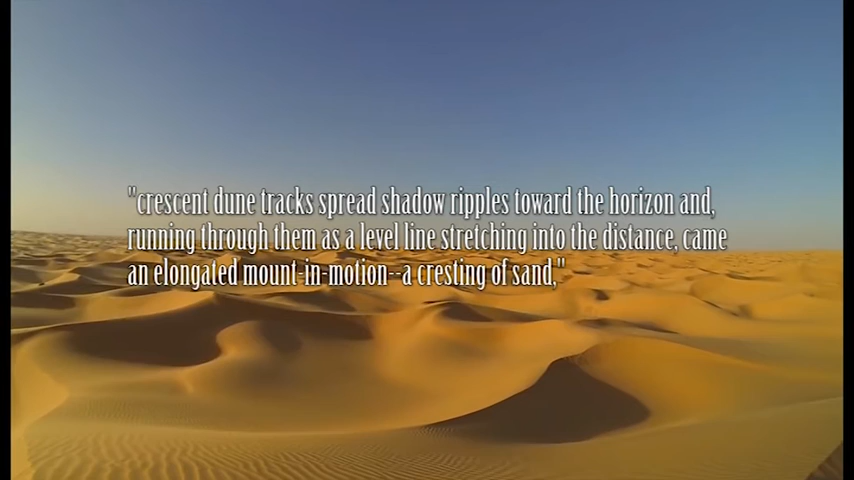 "crescent dune tracks spread shadow ripples toward the horizon and,
running through them as a level line stretching into the distance, came
an elongated mount-in-motion--a cresting of sand,"